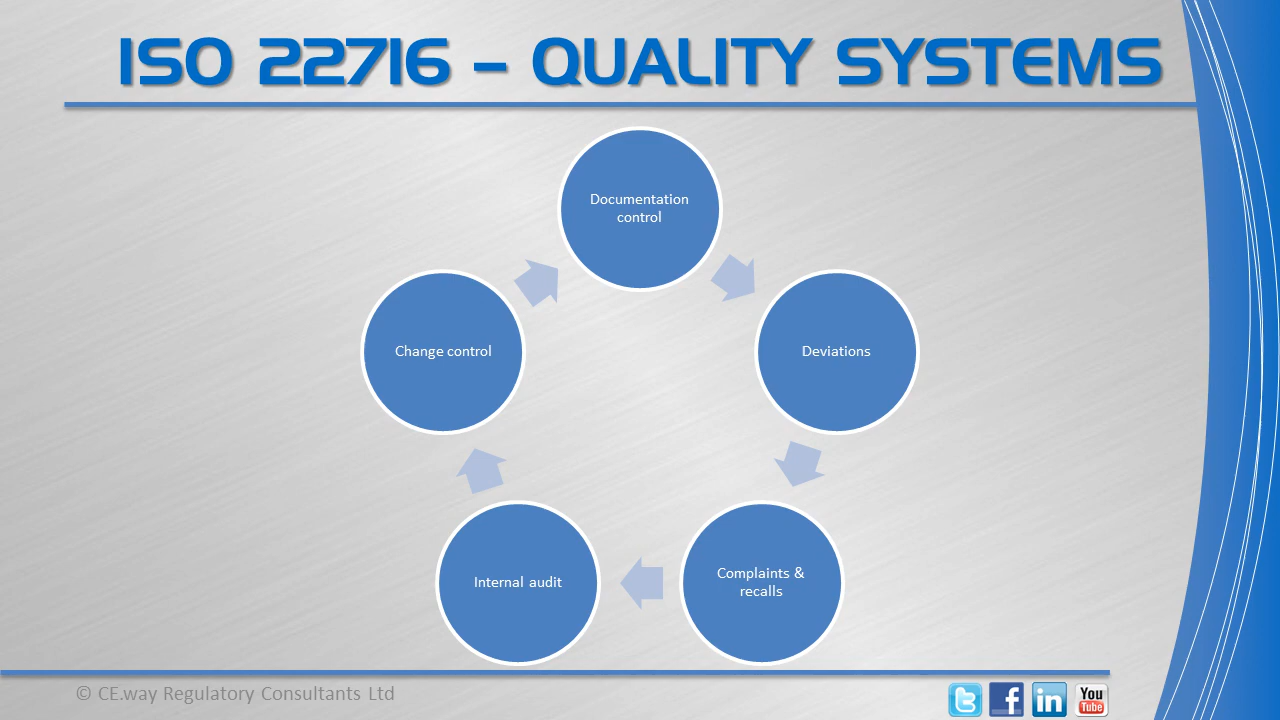 ISO 22716 – QUALITY SYSTEMS
Documentation
control
Change control
Deviations
Internal audit
Complaints &
recalls
© CE.way Regulatory Consultants Ltd
in
You
Tube